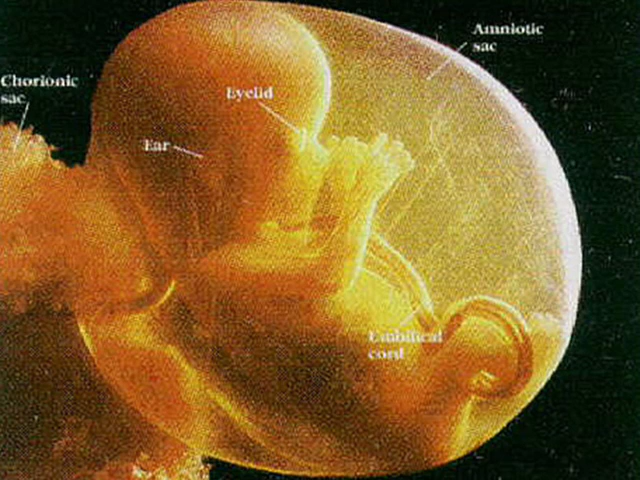 Amniotic
sac
Chorionic
sac
Eyelid
Ear
Umbilical
cord